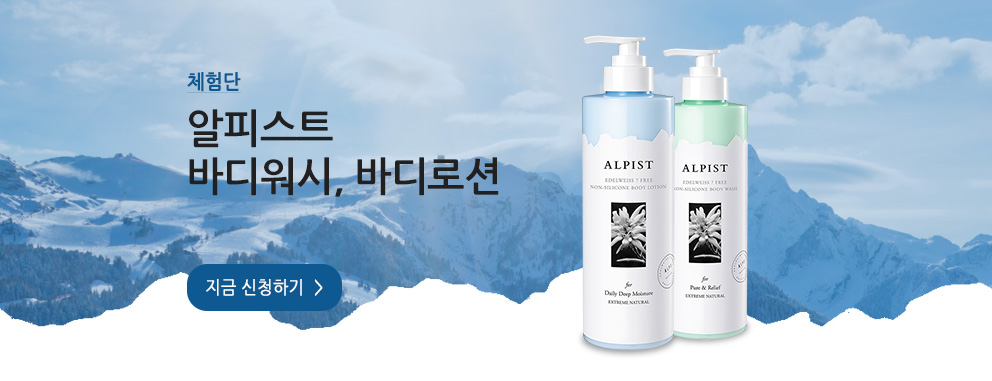 체험단
알피스트
바디워시, 바디로션
지금 신청하기 >
ALPIST
EDELWEISS 7 FREE
NON-SILICONE BODY LOTION
for
Daily Deep Moisture
EXTREME NATURAL
ALPIST
EDELWEISS 7 FREE
NON-SILICONE BODY WASH
for
Pure & Relief
EXTREME NATURAL